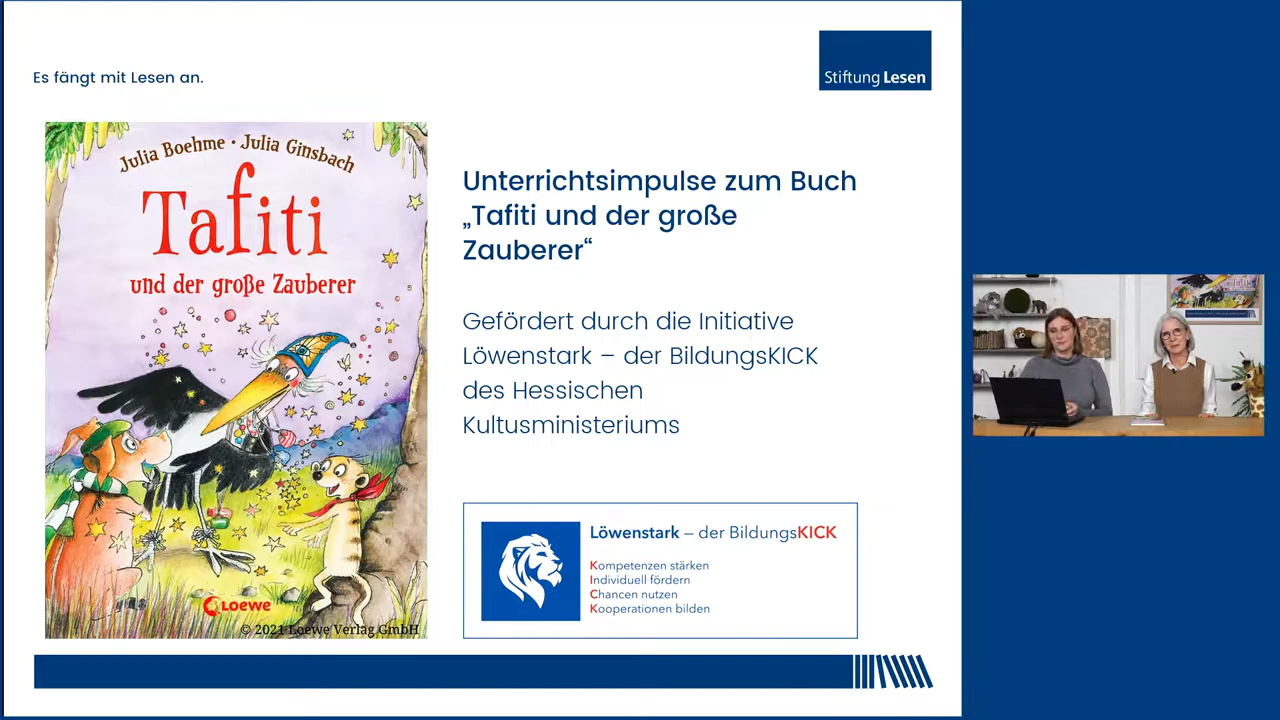 Es fängt mit Lesen an.
Stiftung Lesen
Julia Boehme • Julia Ginsbach
Tafiti
und der große Zauberer
Loewe
© 2021 Loewe Verlag GmbH
Unterrichtsimpulse zum Buch
„Tafiti und der große
Zauberer“
Gefördert durch die Initiative
Löwenstark – der BildungsKICK
des Hessischen
Kultusministeriums
Löwenstark – der BildungsKICK
Kompetenzen stärken
Individuell fördern
Chancen nutzen
Kooperationen bilden